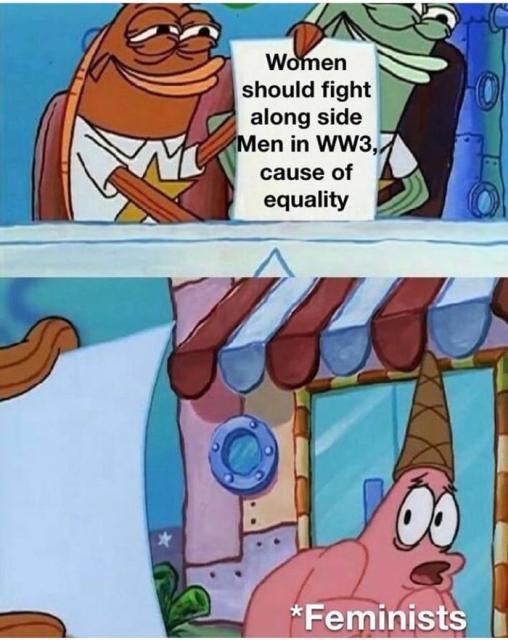 Women
should fight
along side
Men in WW3,
cause of
equality
*Feminists